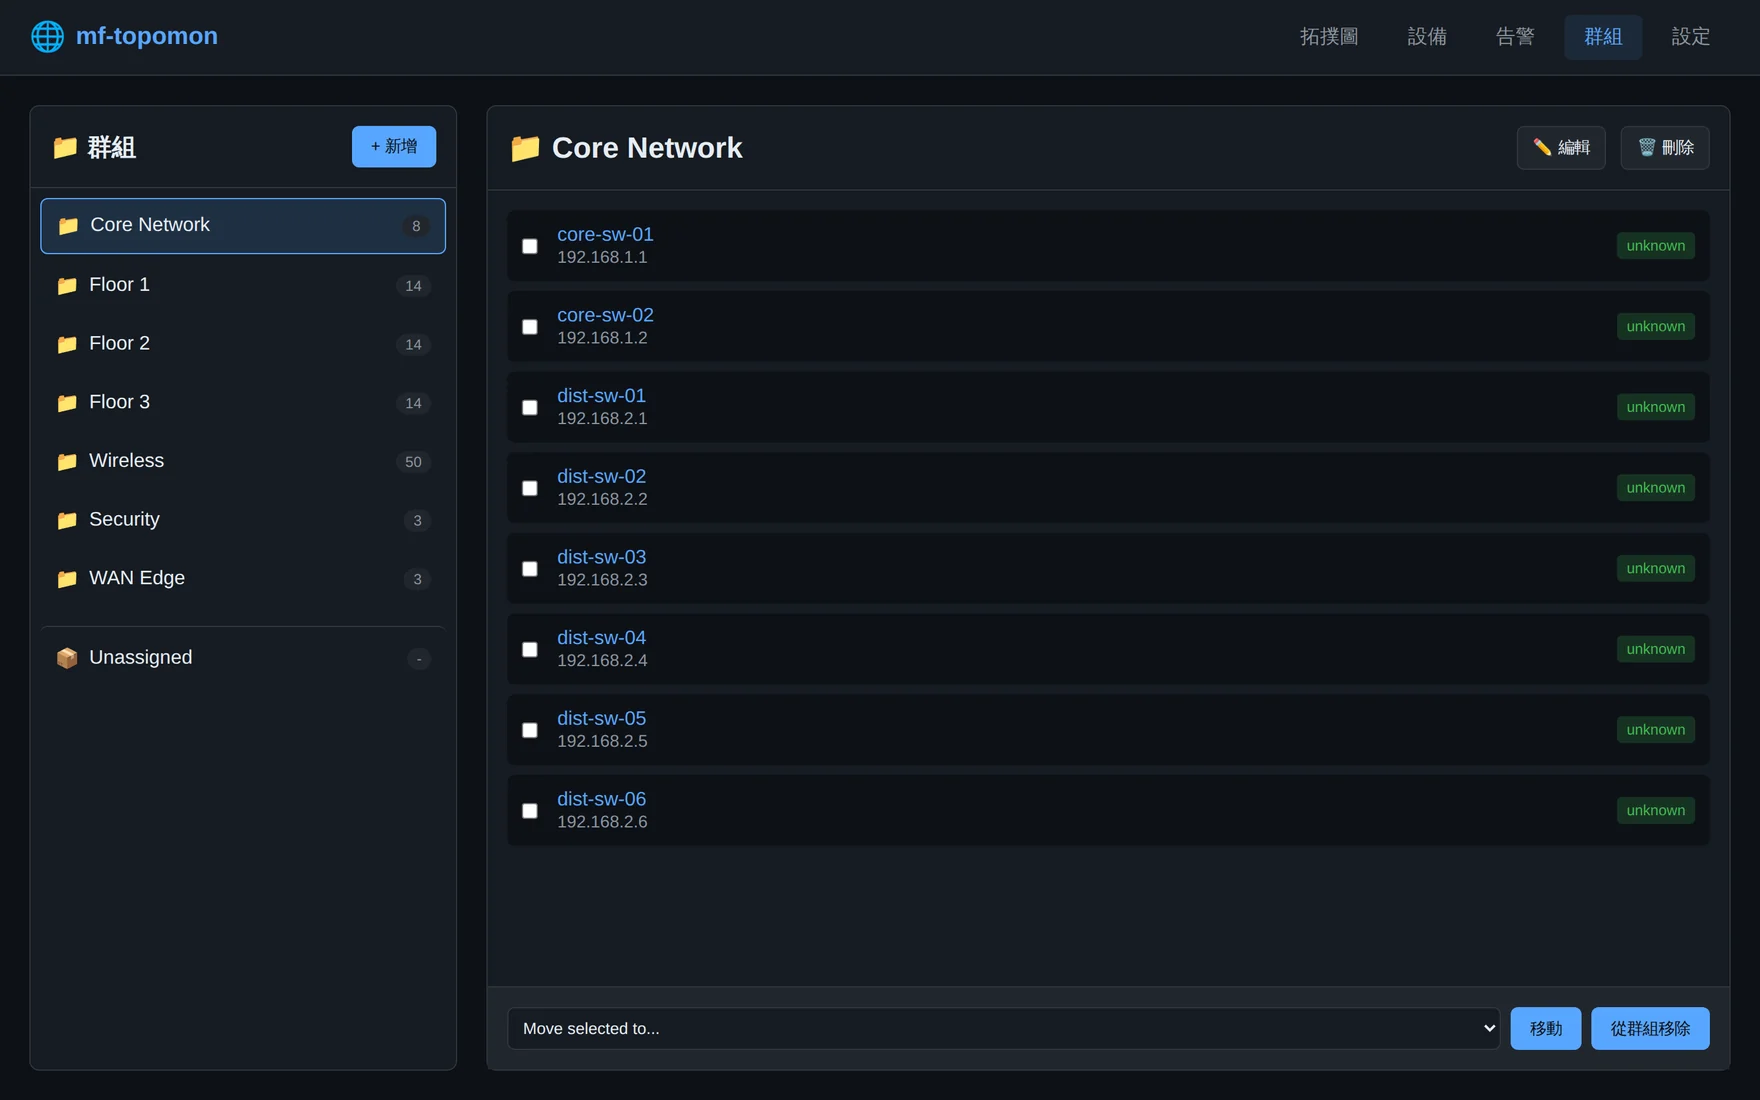 mf-topomon
拓撲圖
設備
告警
群組
設定
群組
+ 新增
Core Network
8
Floor 1
14
Floor 2
14
Floor 3
14
Wireless
50
Security
3
WAN Edge
3
Unassigned
-
Core Network
編輯
刪除
core-sw-01
192.168.1.1
unknown
core-sw-02
192.168.1.2
unknown
dist-sw-01
192.168.2.1
unknown
dist-sw-02
192.168.2.2
unknown
dist-sw-03
192.168.2.3
unknown
dist-sw-04
192.168.2.4
unknown
dist-sw-05
192.168.2.5
unknown
dist-sw-06
192.168.2.6
unknown
Move selected to...
移動
從群組移除